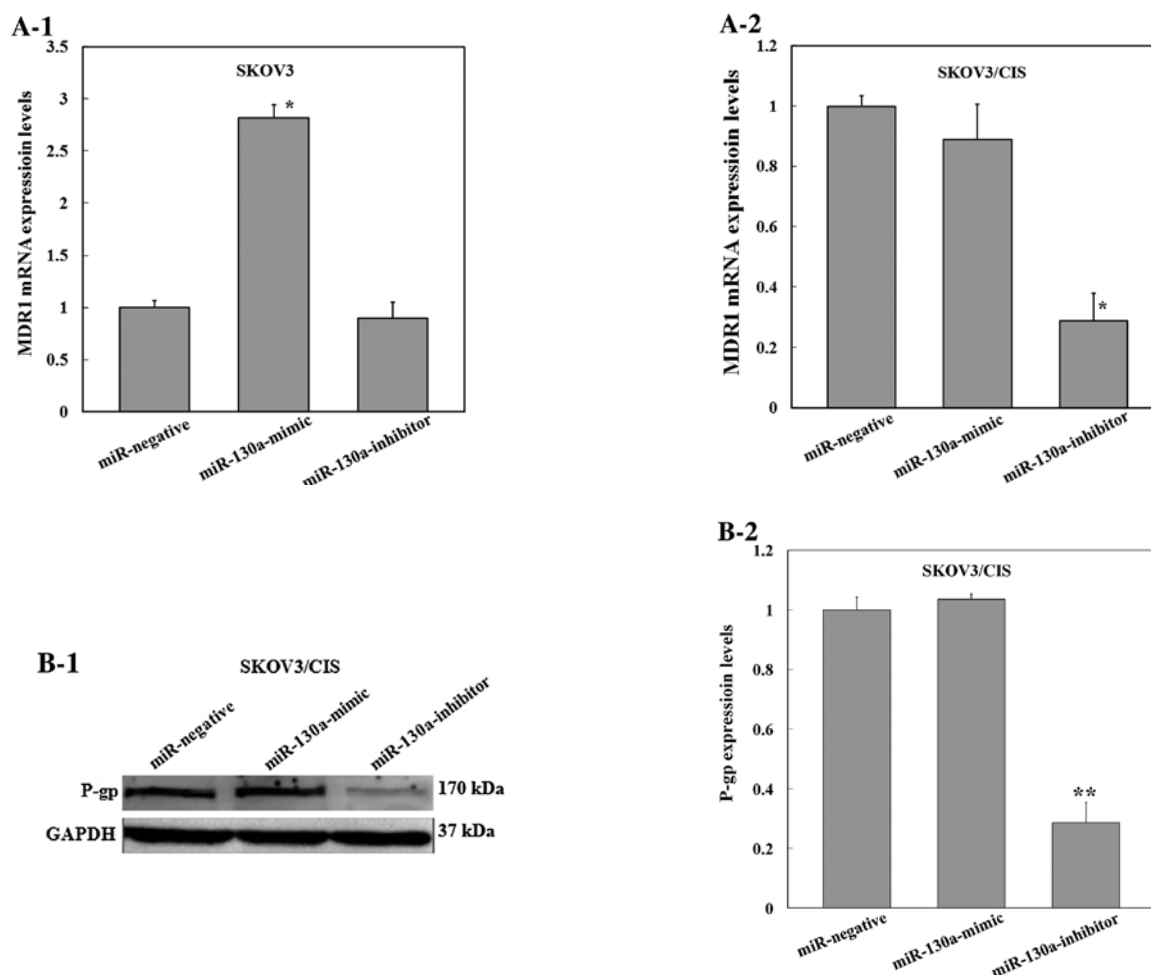 A-1
MDR1 mRNA expressioin levels
3.5
3
2.5
2
1.5
1
0.5
0
SKOV3
*
miR-negative
miR-130a-mimic
miR-130a-inhibitor
A-2
MDR1 mRNA expressioin levels
1.2
1
0.8
0.6
0.4
0.2
0
SKOV3/CIS
*
miR-negative
miR-130a-mimic
miR-130a-inhibitor
B-1
SKOV3/CIS
miR-negative
miR-130a-mimic
miR-130a-inhibitor
P-gp
170 kDa
GAPDH
37 kDa
B-2
P-gp expressioin levels
1.2
1
0.8
0.6
0.4
0.2
0
SKOV3/CIS
**
miR-negative
miR-130a-mimic
miR-130a-inhibitor